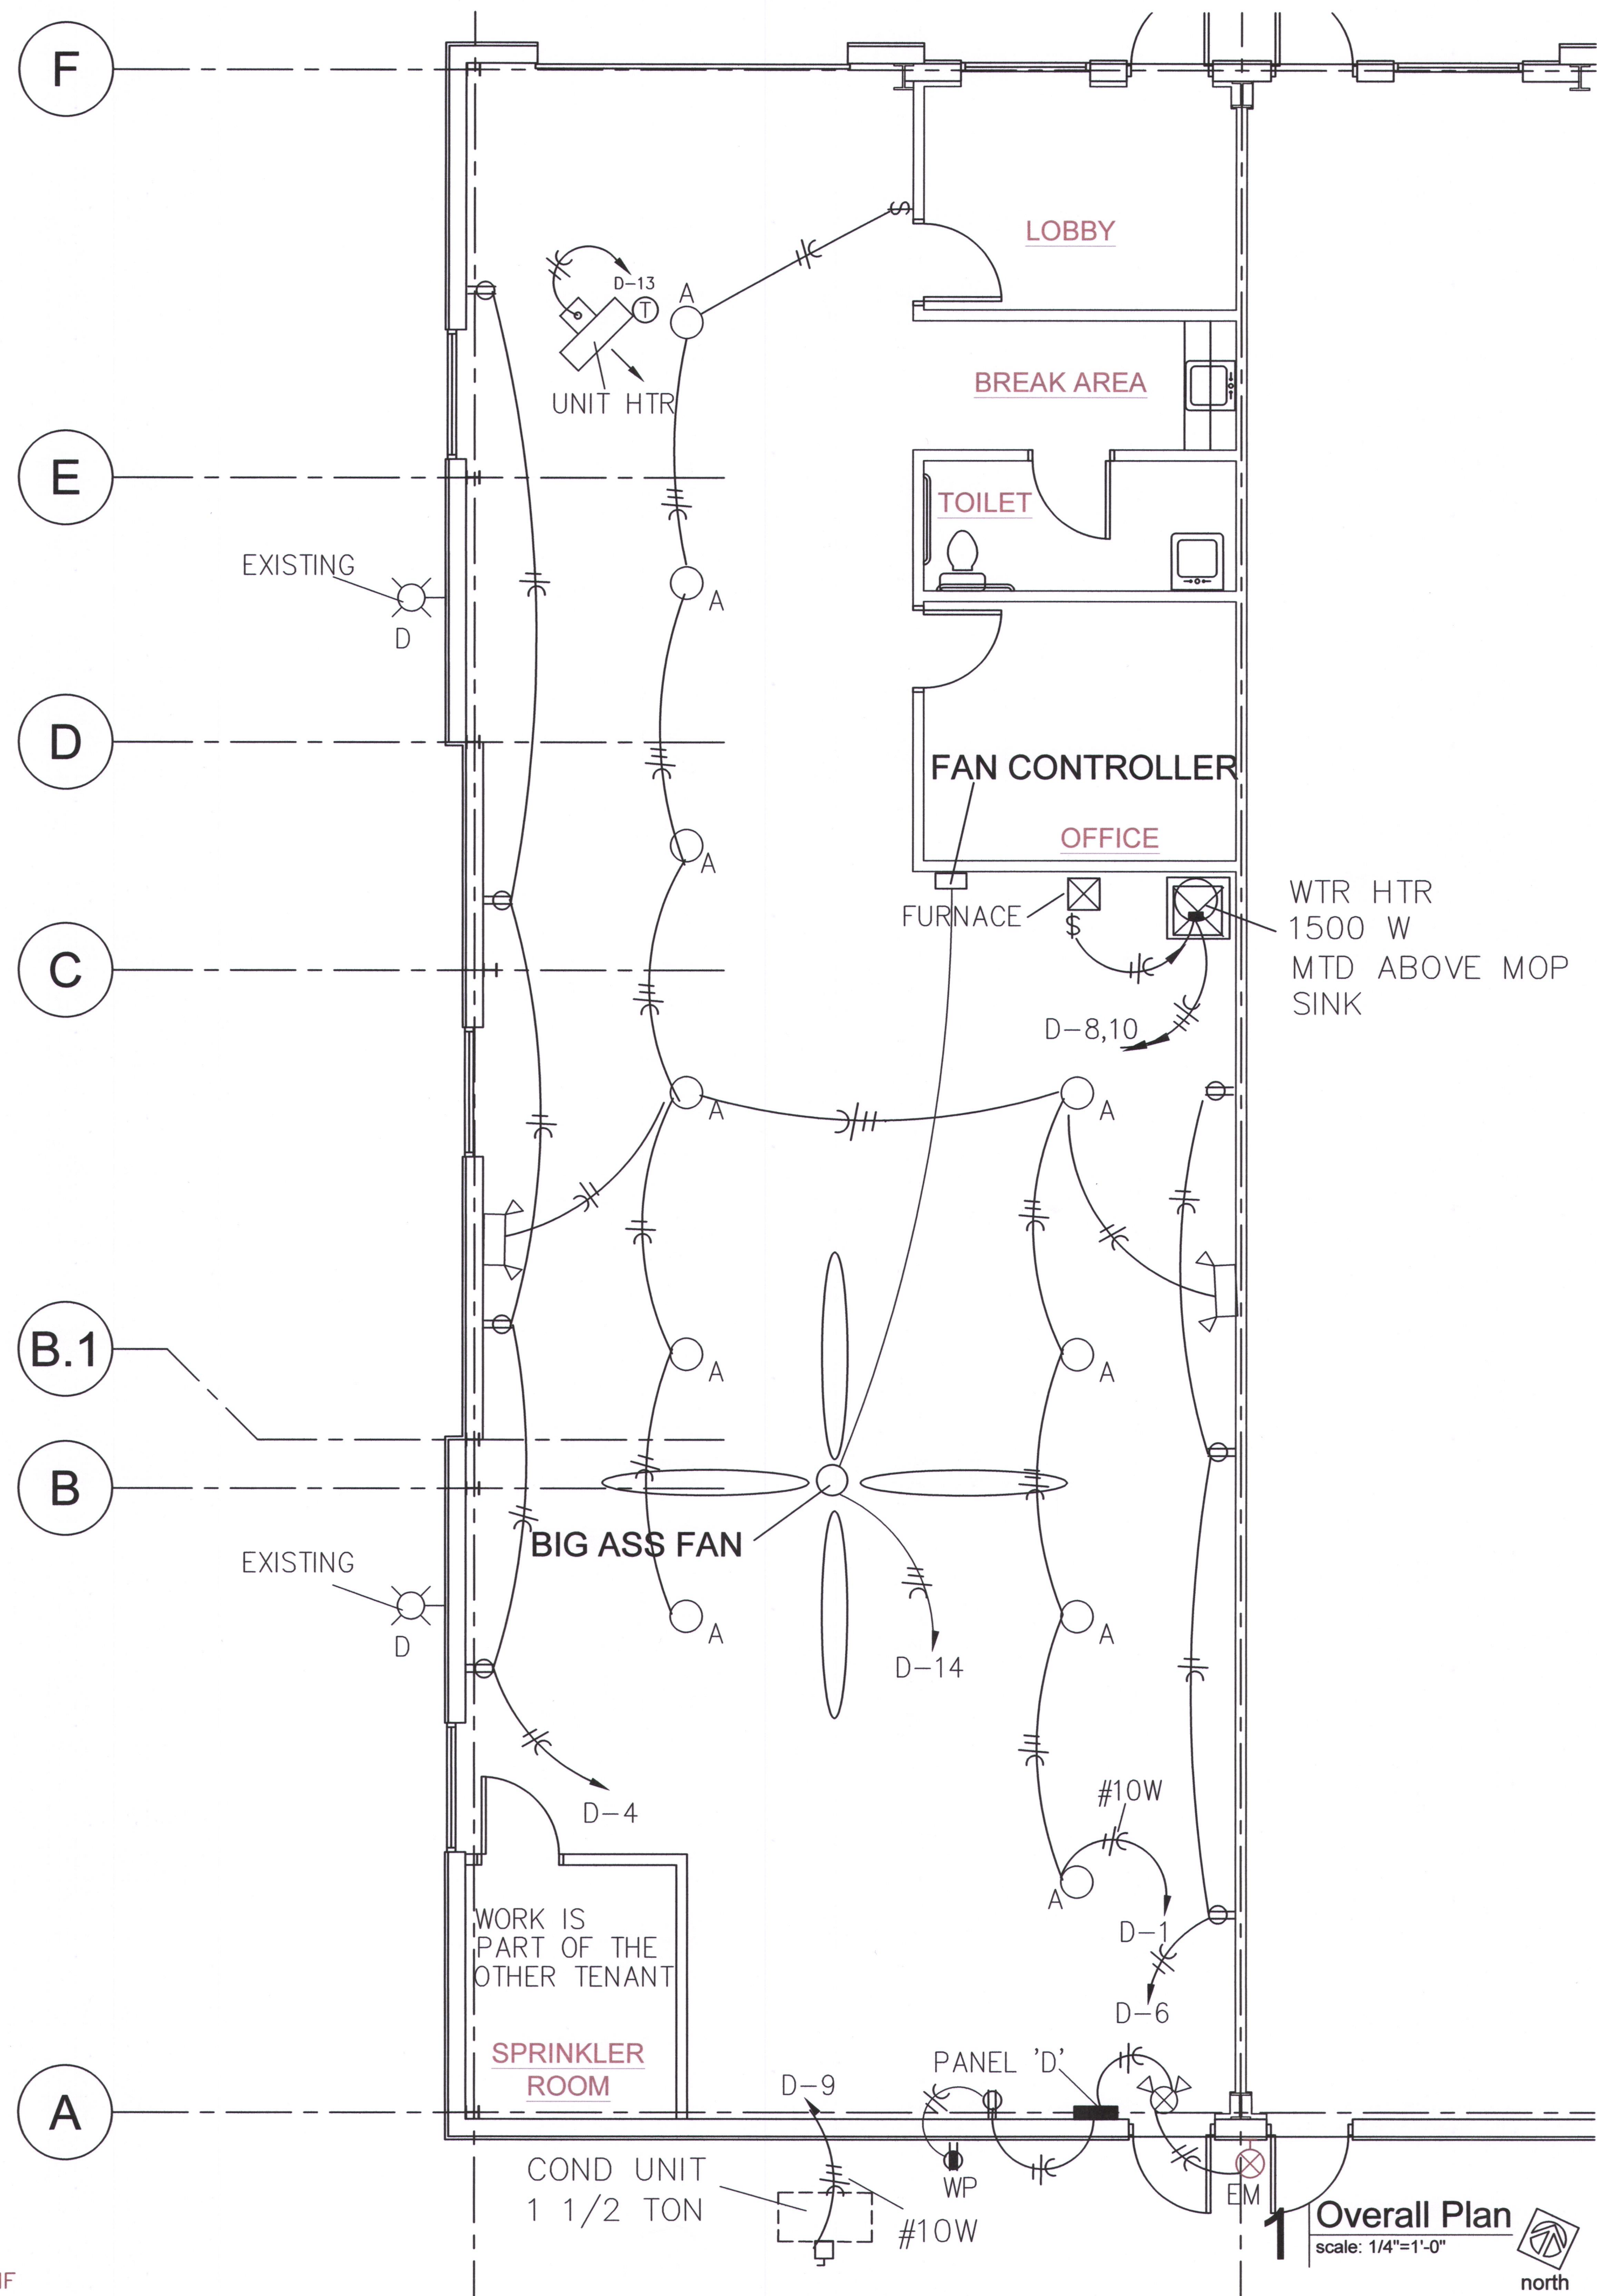 F
LOBBY
D-13
T
A
UNIT HTR
BREAK AREA
E
TOILET
EXISTING
D
A
D
FAN CONTROLLER
OFFICE
A
FURNACE
$
WTR HTR
1500 W
MTD ABOVE MOP
SINK
C
D-8,10
A
A
B.1
A
A
B
BIG ASS FAN
EXISTING
D
A
A
D-14
D-4
#10W
A
D-1
WORK IS
PART OF THE
OTHER TENANT
D-6
SPRINKLER
ROOM
PANEL 'D'
A
D-9
COND UNIT
1 1/2 TON
WP
EM
#10W
1
Overall Plan
scale: 1/4"=1'-0"
north